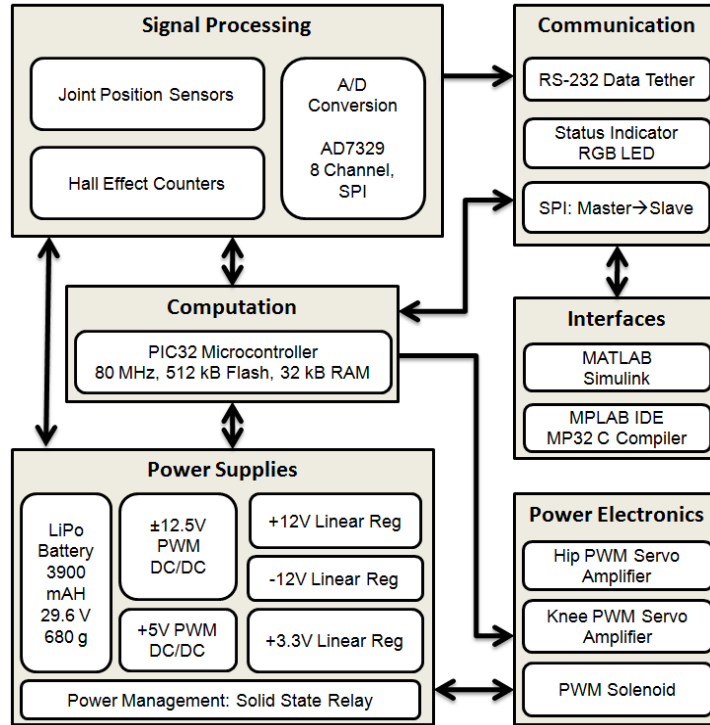 Signal Processing
Joint Position Sensors
Hall Effect Counters
A/D
Conversion
AD7329
8 Channel,
SPI
Communication
RS-232 Data Tether
Status Indicator
RGB LED
SPI: Master→Slave
Computation
PIC32 Microcontroller
80 MHz, 512 kB Flash, 32 kB RAM
Interfaces
MATLAB
Simulink
MPLAB IDE
MP32 C Compiler
Power Supplies
LiPo
Battery
3900
mAH
29.6 V
680 g
±12.5V
PWM
DC/DC
+5V PWM
DC/DC
+12V Linear Reg
-12V Linear Reg
+3.3V Linear Reg
Power Management: Solid State Relay
Power Electronics
Hip PWM Servo
Amplifier
Knee PWM Servo
Amplifier
PWM Solenoid